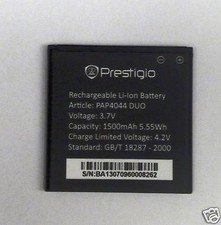 Prestigio
Rechargeable Li-Ion Battery
Article: PAP4044 DUO
Voltage: 3.7V
Capacity: 1500mAh 5.55Wh
Charge Limited Voltage: 4.2V
Standard: GB/T 18287 - 2000
S/N:BA13070960008262